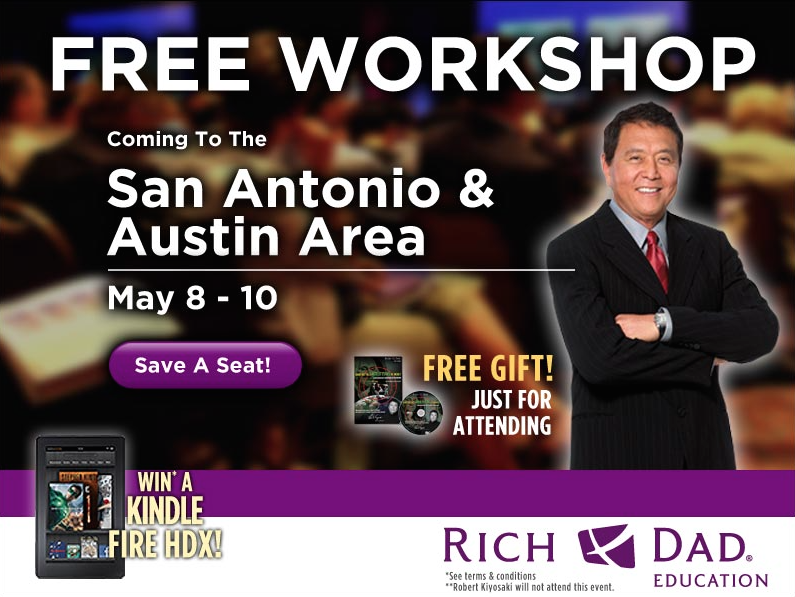 FREE WORKSHOP
Coming To The
San Antonio &
Austin Area
May 8 - 10
Save A Seat!
FREE GIFT!
JUST FOR
ATTENDING
WIN* A
KINDLE
FIRE HDX!
RICH DAD®
EDUCATION
*See terms & conditions
**Robert Kiyosaki will not attend this event.